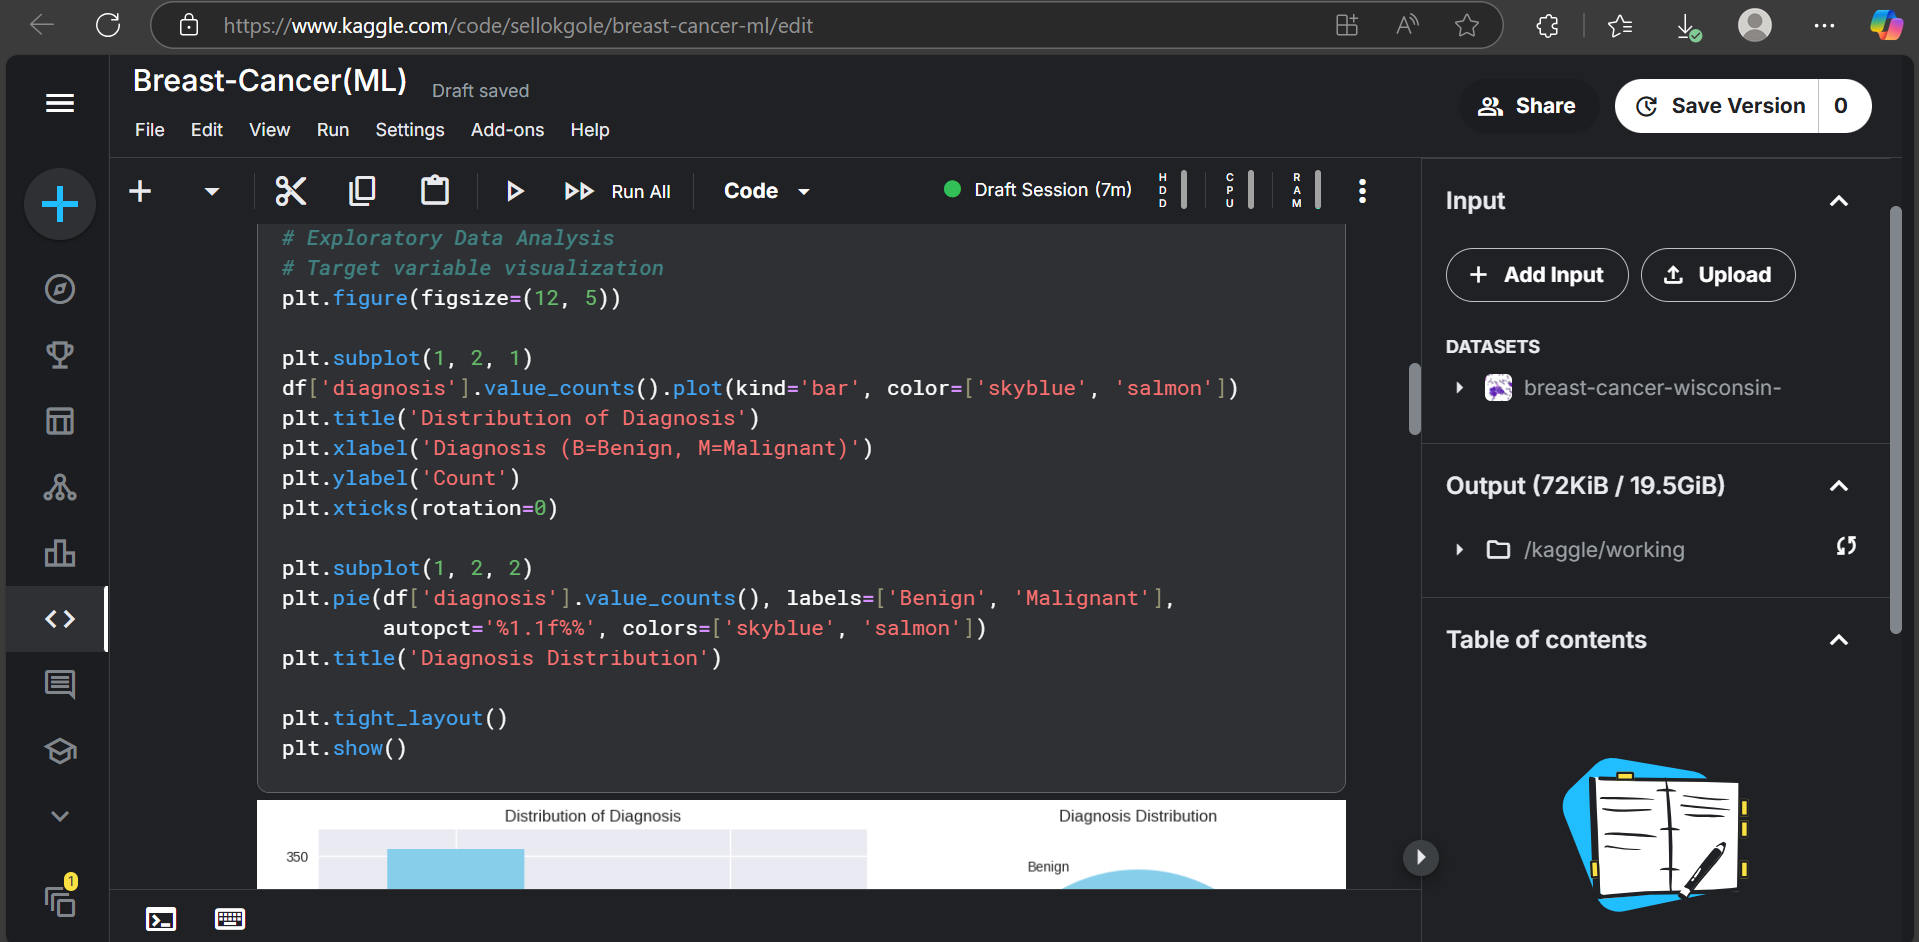 https://www.kaggle.com/code/sellokgole/breast-cancer-ml/edit
Breast-Cancer(ML)
Draft saved
File Edit View Run Settings Add-ons Help
Share
Save Version 0
Run All
Code
Draft Session (7m)
HDD
CPU
RAM
# Exploratory Data Analysis
# Target variable visualization
plt.figure(figsize=(12, 5))
plt.subplot(1, 2, 1)
df['diagnosis'].value_counts().plot(kind='bar', color=['skyblue', 'salmon'])
plt.title('Distribution of Diagnosis')
plt.xlabel('Diagnosis (B=Benign, M=Malignant)')
plt.ylabel('Count')
plt.xticks(rotation=0)
plt.subplot(1, 2, 2)
plt.pie(df['diagnosis'].value_counts(), labels=['Benign', 'Malignant'],
        autopct='%1.1f%%', colors=['skyblue', 'salmon'])
plt.title('Diagnosis Distribution')
plt.tight_layout()
plt.show()
Distribution of Diagnosis
350
Diagnosis Distribution
Benign
Input
Add Input
Upload
DATASETS
breast-cancer-wisconsin-
Output (72KiB / 19.5GiB)
/kaggle/working
Table of contents
1